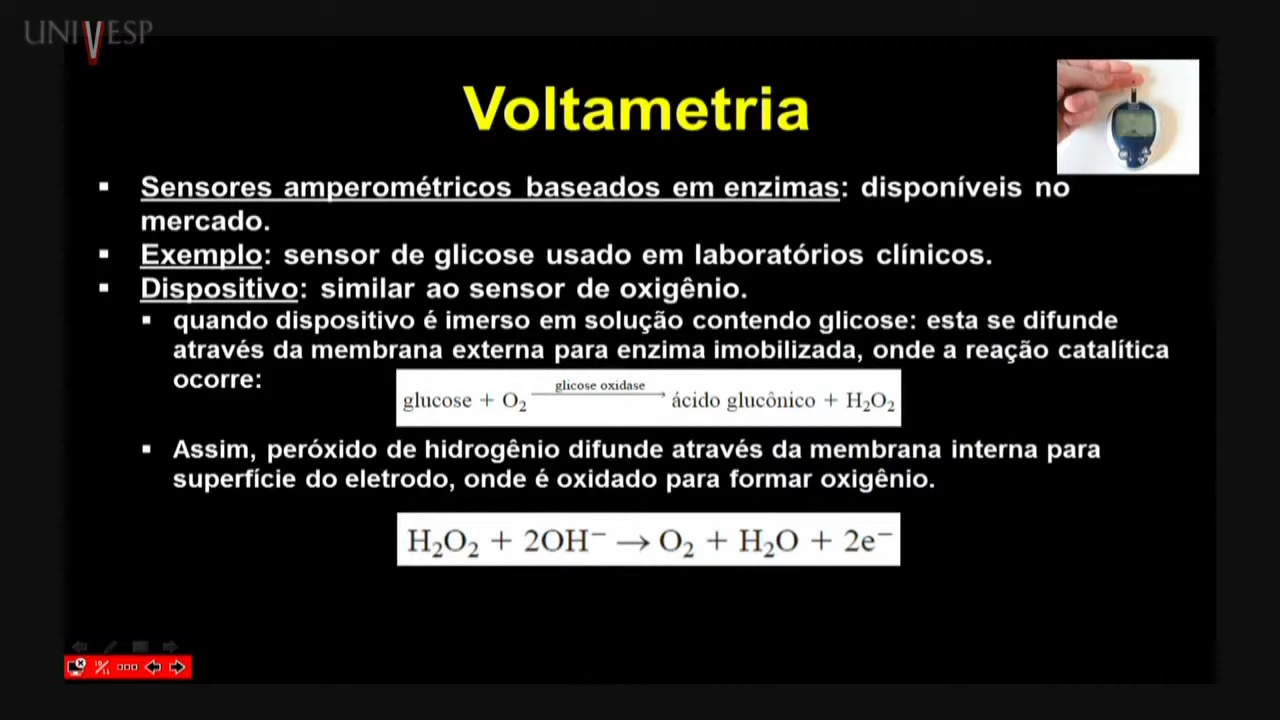 UNIVESP
Voltametria
▪ Sensores amperométricos baseados em enzimas: disponíveis no
mercado.
▪ Exemplo: sensor de glicose usado em laboratórios clínicos.
▪ Dispositivo: similar ao sensor de oxigênio.
▪ quando dispositivo é imerso em solução contendo glicose: esta se difunde
através da membrana externa para enzima imobilizada, onde a reação catalítica
ocorre:
glicose oxidase
glucose + O₂ → ácido glucônico + H₂O₂
▪ Assim, peróxido de hidrogênio difunde através da membrana interna para
superfície do eletrodo, onde é oxidado para formar oxigênio.
H₂O₂ + 2OH⁻ → O₂ + H₂O + 2e⁻